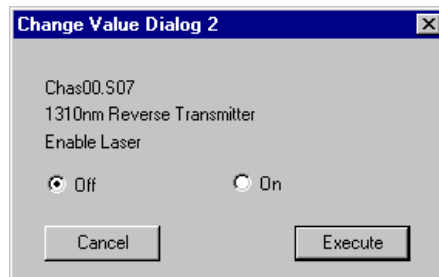 Change Value Dialog 2
Chas00.S07
1310nm Reverse Transmitter
Enable Laser
Off On
Cancel Execute